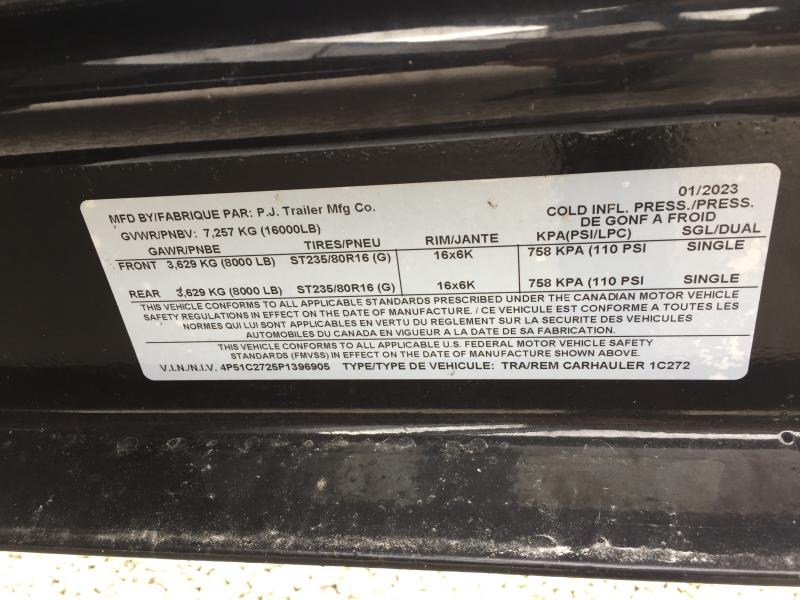 01/2023
MFD BY/FABRIQUE PAR: P.J. Trailer Mfg Co.
COLD INFL. PRESS./PRESS.
DE GONF A FROID
GVWR/PNBV: 7,257 KG (16000LB)
GAWR/PNBE TIRES/PNEU RIM/JANTE KPA(PSI/LPC) SGL/DUAL
FRONT 3,629 KG (8000 LB) ST235/80R16 (G) 16x6K 758 KPA (110 PSI SINGLE
REAR 3,629 KG (8000 LB) ST235/80R16 (G) 16x6K 758 KPA (110 PSI SINGLE
THIS VEHICLE CONFORMS TO ALL APPLICABLE STANDARDS PRESCRIBED UNDER THE CANADIAN MOTOR VEHICLE
SAFETY REGULATIONS IN EFFECT ON THE DATE OF MANUFACTURE. / CE VEHICULE EST CONFORME A TOUTES LES
NORMES QUI LUI SONT APPLICABLES EN VERTU DU REGLEMENT SUR LA SECURITE DES VEHICULES
AUTOMOBILES DU CANADA EN VIGUEUR A LA DATE DE SA FABRICATION.
THIS VEHICLE CONFORMS TO ALL APPLICABLE U.S. FEDERAL MOTOR VEHICLE SAFETY
STANDARDS (FMVSS) IN EFFECT ON THE DATE OF MANUFACTURE SHOWN ABOVE.
V.I.N./N.I.V. 4P51C2725P1396905 TYPE/TYPE DE VEHICULE: TRA/REM CARHAULER 1C272